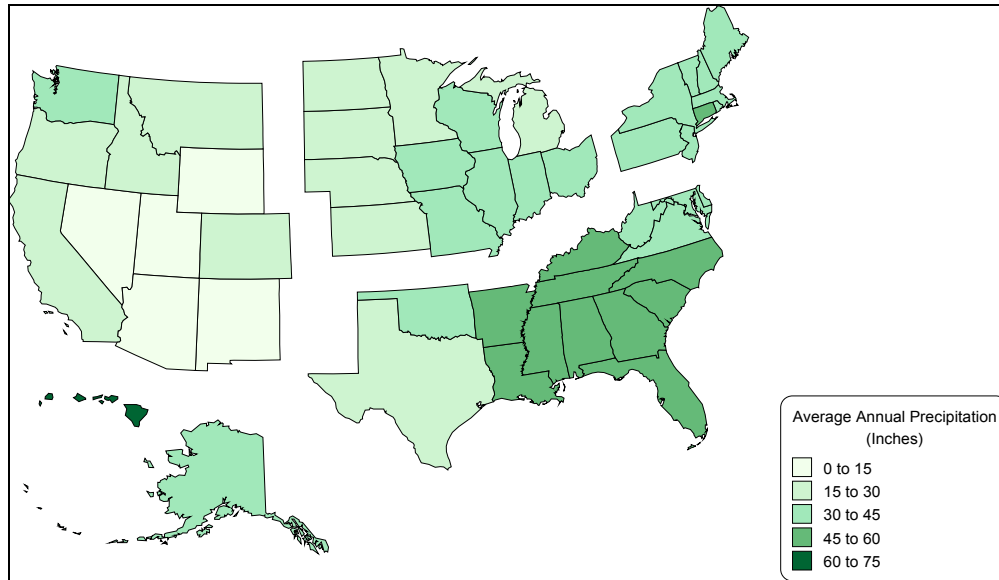 Average Annual Precipitation
(Inches)
0 to 15
15 to 30
30 to 45
45 to 60
60 to 75